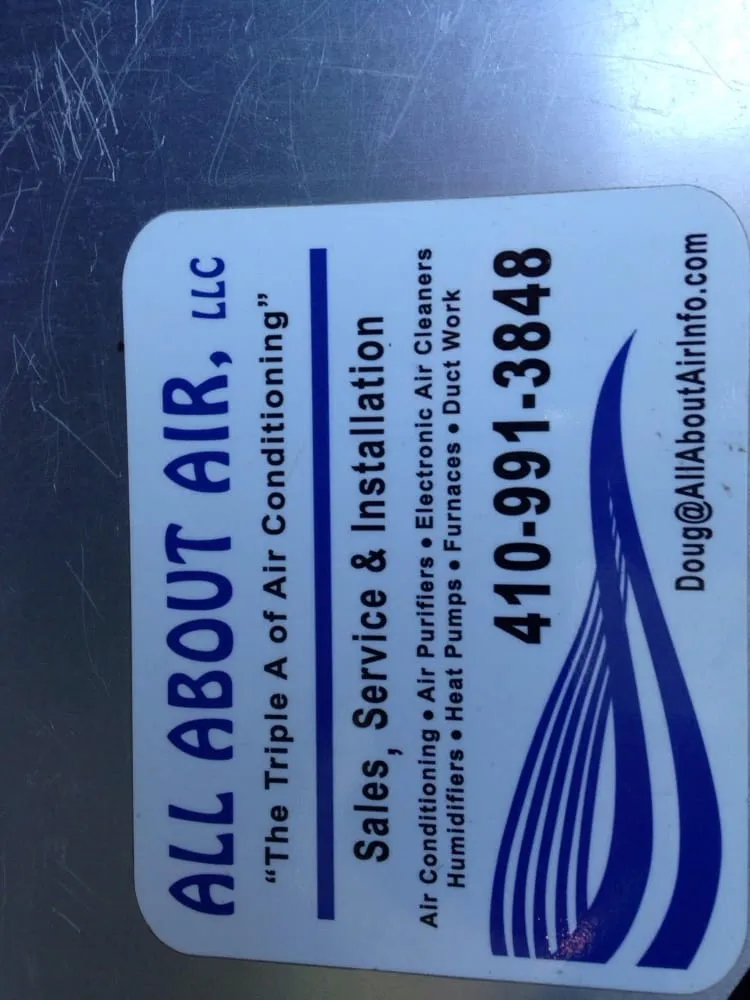 ALL ABOUT AIR, LLC
“The Triple A of Air Conditioning”
Sales, Service & Installation
Air Conditioning • Air Purifiers • Electronic Air Cleaners
Humidifiers • Heat Pumps • Furnaces • Duct Work
410-991-3848
Doug@AllAboutAirInfo.com